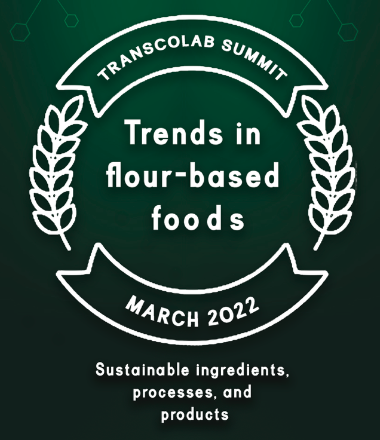 TRANSCOLAB SUMMIT
Trends in
flour-based
foods
MARCH 2022
Sustainable ingredients,
processes, and
products